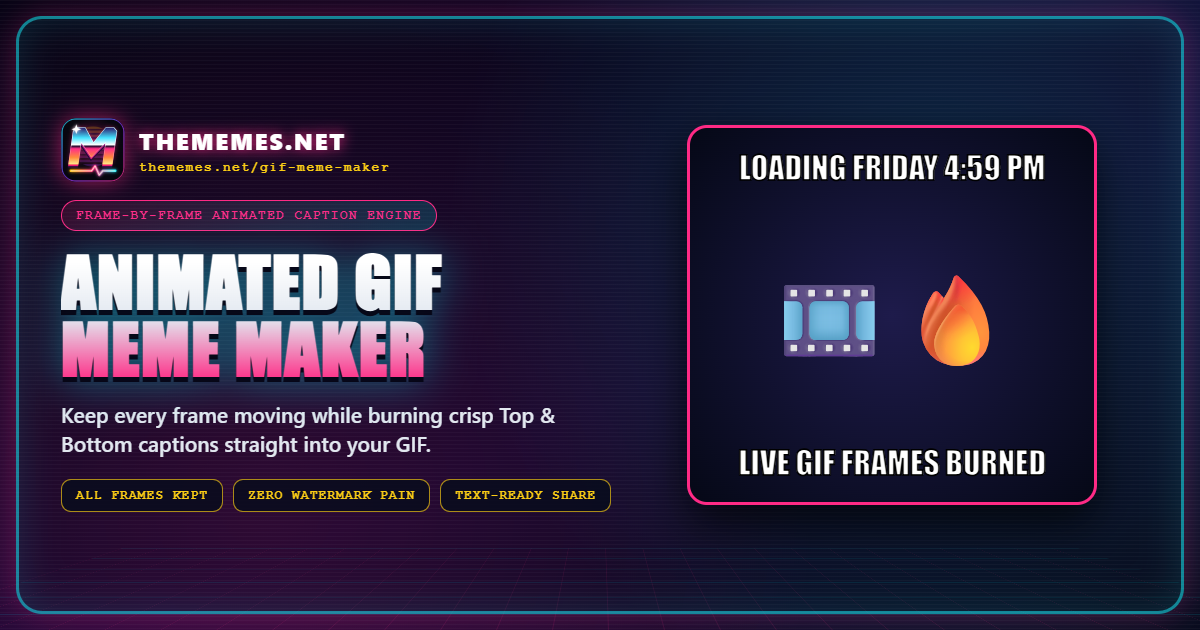 THEMEMES.NET
thememes.net/gif-meme-maker
FRAME-BY-FRAME ANIMATED CAPTION ENGINE
ANIMATED GIF
MEME MAKER
Keep every frame moving while burning crisp Top &
Bottom captions straight into your GIF.
ALL FRAMES KEPT
ZERO WATERMARK PAIN
TEXT-READY SHARE
LOADING FRIDAY 4:59 PM
LIVE GIF FRAMES BURNED